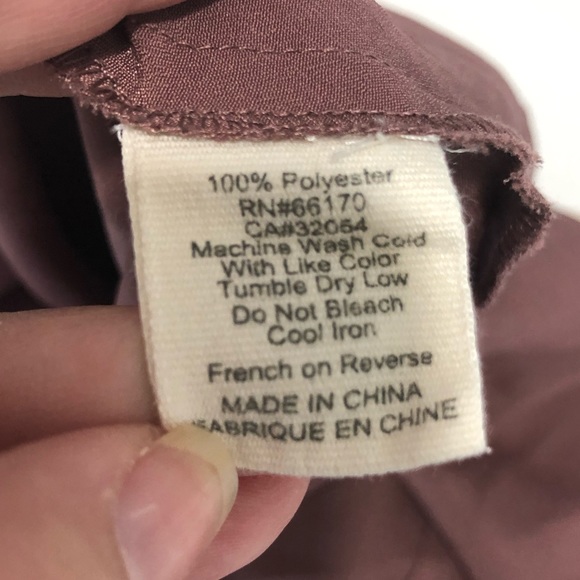 100% Polyester
RN#66170
CA#32054
Machine Wash Cold
With Like Color
Tumble Dry Low
Do Not Bleach
Cool Iron
French on Reverse
MADE IN CHINA
FABRIQUE EN CHINE